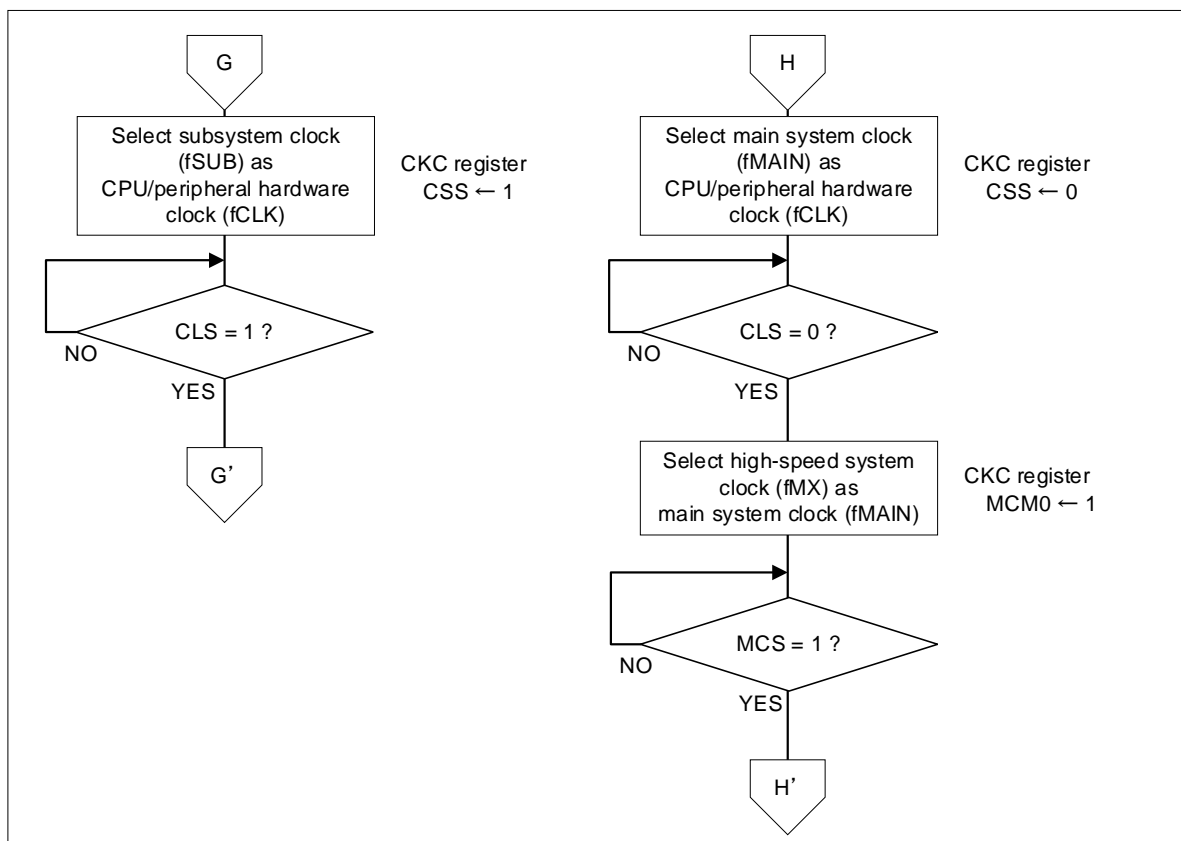 G
Select subsystem clock
(fSUB) as
CPU/peripheral hardware
clock (fCLK)
CKC register
CSS ← 1
CLS = 1 ?
NO
YES
G’
H
Select main system clock
(fMAIN) as
CPU/peripheral hardware
clock (fCLK)
CKC register
CSS ← 0
CLS = 0 ?
NO
YES
Select high-speed system
clock (fMX) as
main system clock (fMAIN)
CKC register
MCM0 ← 1
MCS = 1 ?
NO
YES
H’